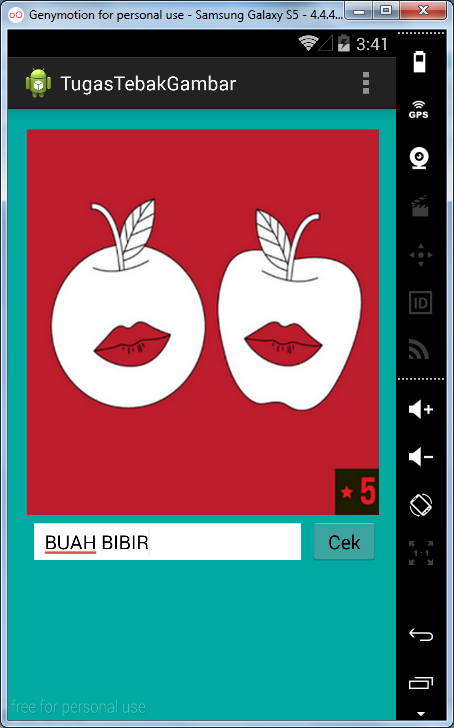 Genymotion for personal use - Samsung Galaxy S5 - 4.4.4...
3:41
TugasTebakGambar
GPS
ID
5
BUAH BIBIR
Cek
1:1
free for personal use